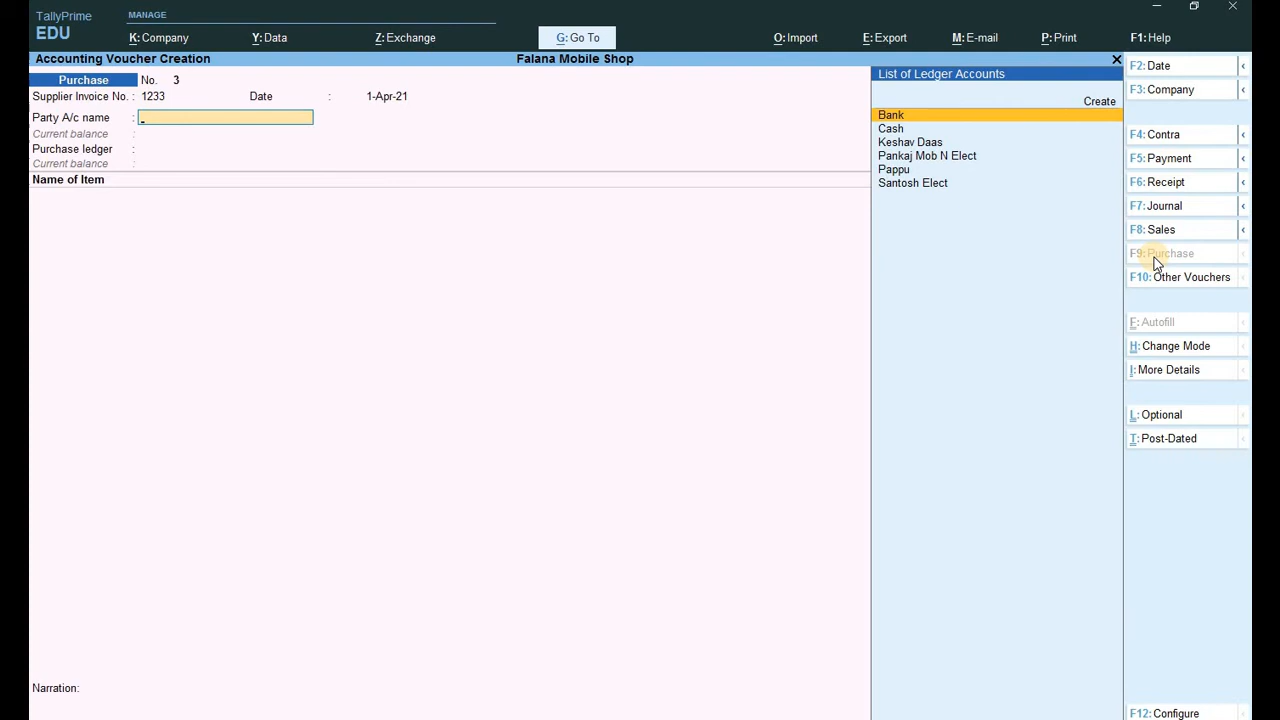 TallyPrime
EDU
MANAGE
K: Company
Y: Data
Z: Exchange
G: Go To
O: Import
E: Export
M: E-mail
P: Print
F1: Help
Accounting Voucher Creation
Falana Mobile Shop
Purchase No. 3
Supplier Invoice No. : 1233 Date : 1-Apr-21
Party A/c name :
Current balance :
Purchase ledger :
Current balance :
Name of Item
Narration:
List of Ledger Accounts
Create
Bank
Cash
Keshav Daas
Pankaj Mob N Elect
Pappu
Santosh Elect
F2: Date
F3: Company
F4: Contra
F5: Payment
F6: Receipt
F7: Journal
F8: Sales
F9: Purchase
F10: Other Vouchers
F: Autofill
H: Change Mode
I: More Details
L: Optional
T: Post-Dated
F12: Configure